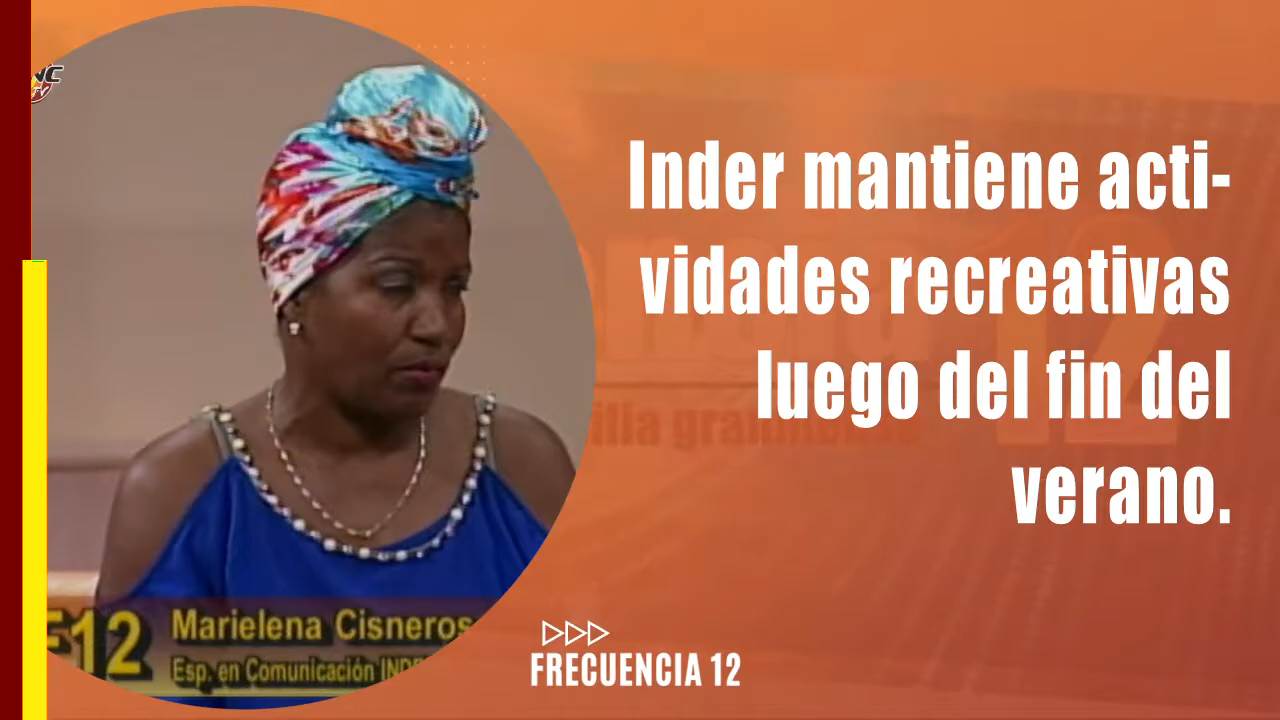 Inder mantiene acti-
vidades recreativas
luego del fin del
verano.
F12
Marielena Cisneros
Esp. en Comunicación
FRECUENCIA 12